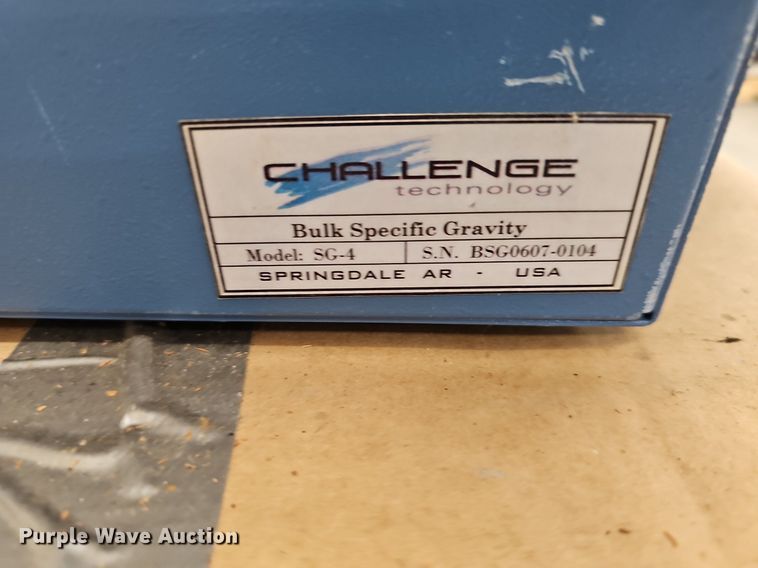 CHALLENGE
technology
Bulk Specific Gravity
Model: SG-4 S.N. BSG0607-0104
SPRINGDALE AR - USA
Purple Wave Auction